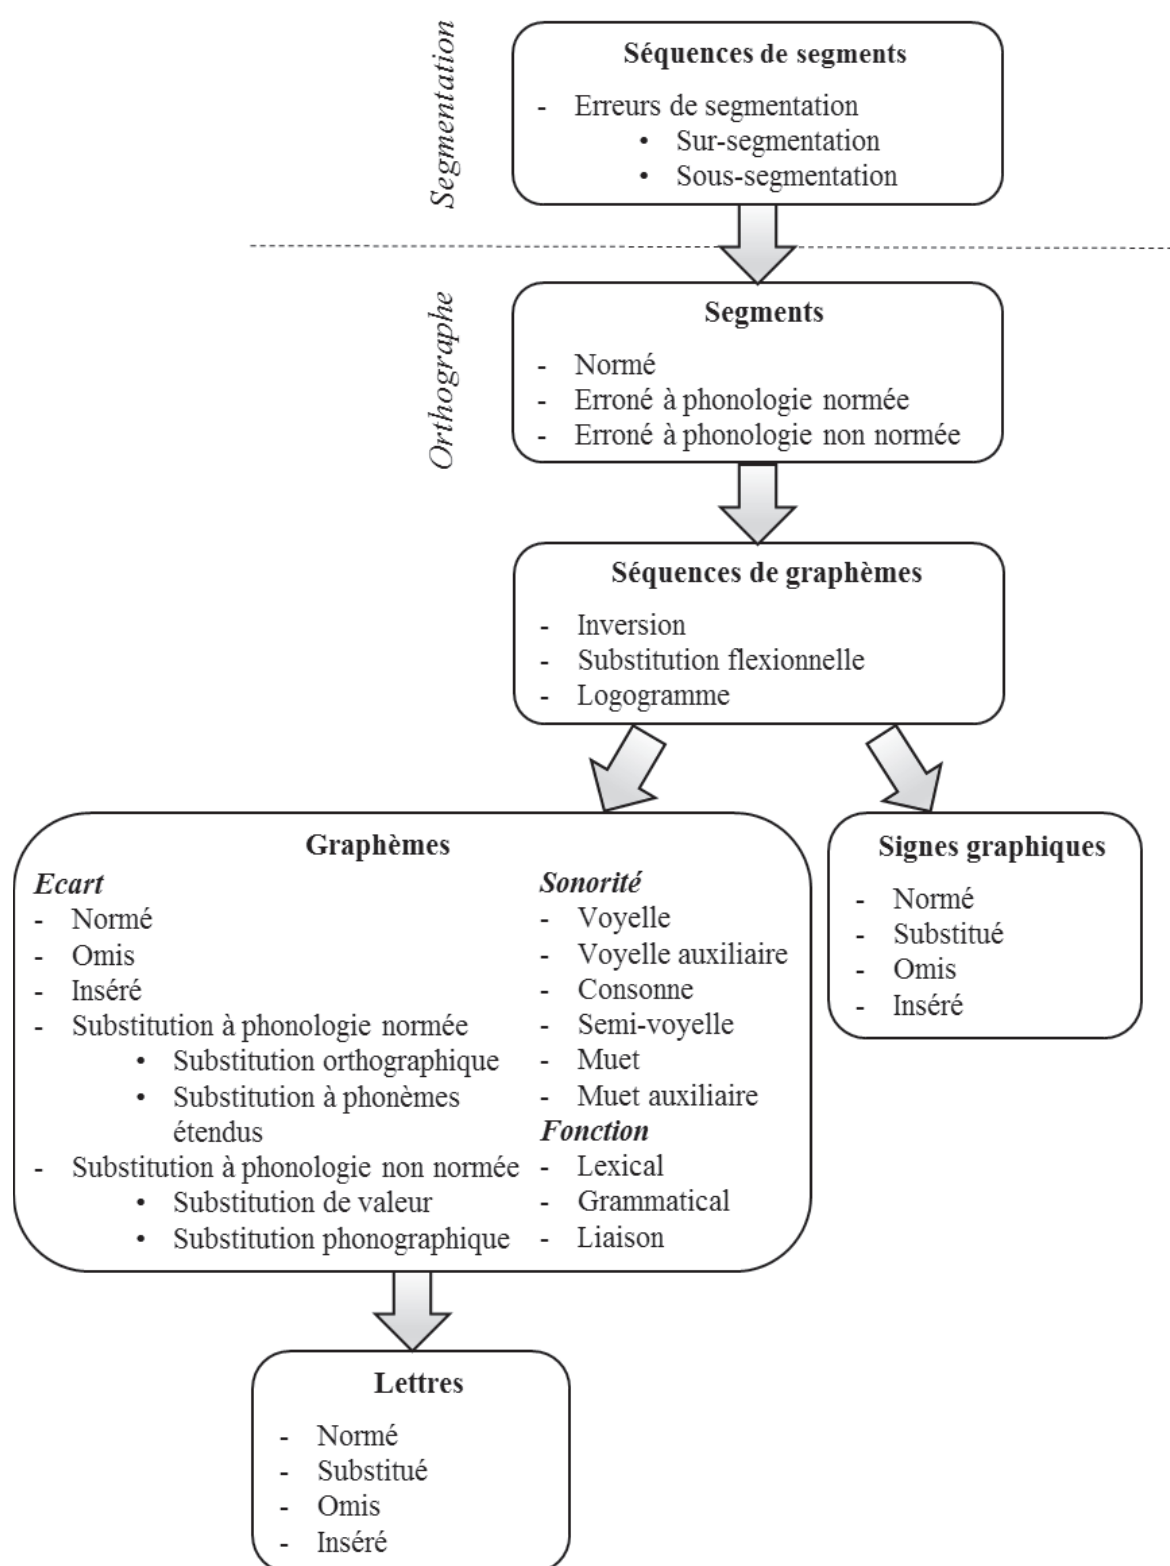 Segmentation
Séquences de segments
- Erreurs de segmentation
• Sur-segmentation
• Sous-segmentation
Orthographe
Segments
- Normé
- Erroné à phonologie normée
- Erroné à phonologie non normée
Séquences de graphèmes
- Inversion
- Substitution flexionnelle
- Logogramme
Graphèmes
Ecart
- Normé
- Omis
- Inséré
- Substitution à phonologie normée
• Substitution orthographique
• Substitution à phonèmes
étendus
- Substitution à phonologie non normée
• Substitution de valeur
• Substitution phonographique
Sonorité
- Voyelle
- Voyelle auxiliaire
- Consonne
- Semi-voyelle
- Muet
- Muet auxiliaire
Fonction
- Lexical
- Grammatical
- Liaison
Signes graphiques
- Normé
- Substitué
- Omis
- Inséré
Lettres
- Normé
- Substitué
- Omis
- Inséré